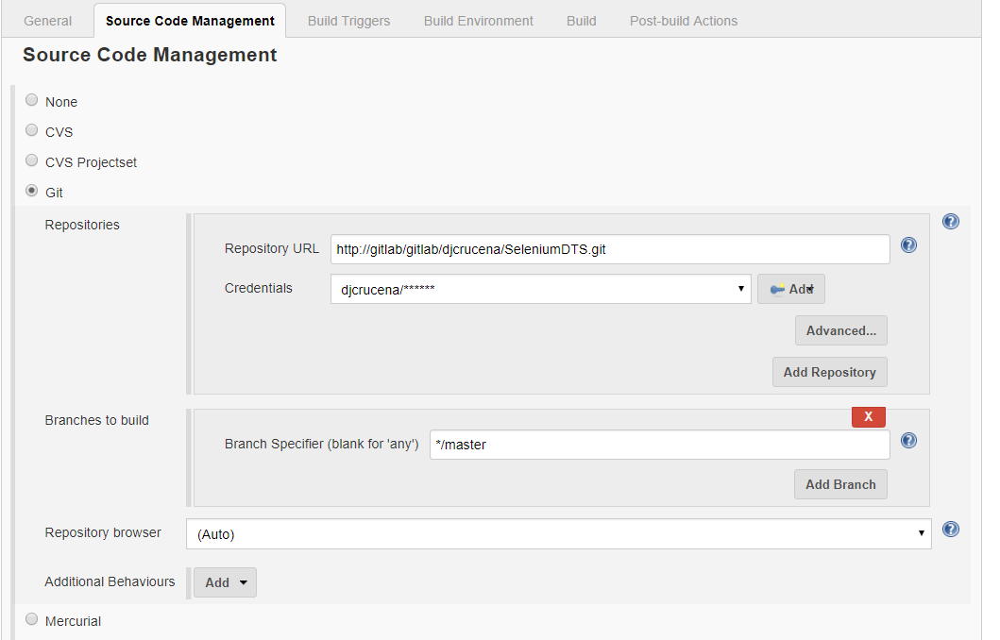 General Source Code Management Build Triggers Build Environment Build Post-build Actions
Source Code Management
None
CVS
CVS Projectset
Git
Repositories
Repository URL http://gitlab/gitlab/djcrucena/SeleniumDTS.git
Credentials djcrucena/****** Add
Advanced...
Add Repository
Branches to build
X
Branch Specifier (blank for 'any') */master
Add Branch
Repository browser (Auto)
Additional Behaviours Add
Mercurial